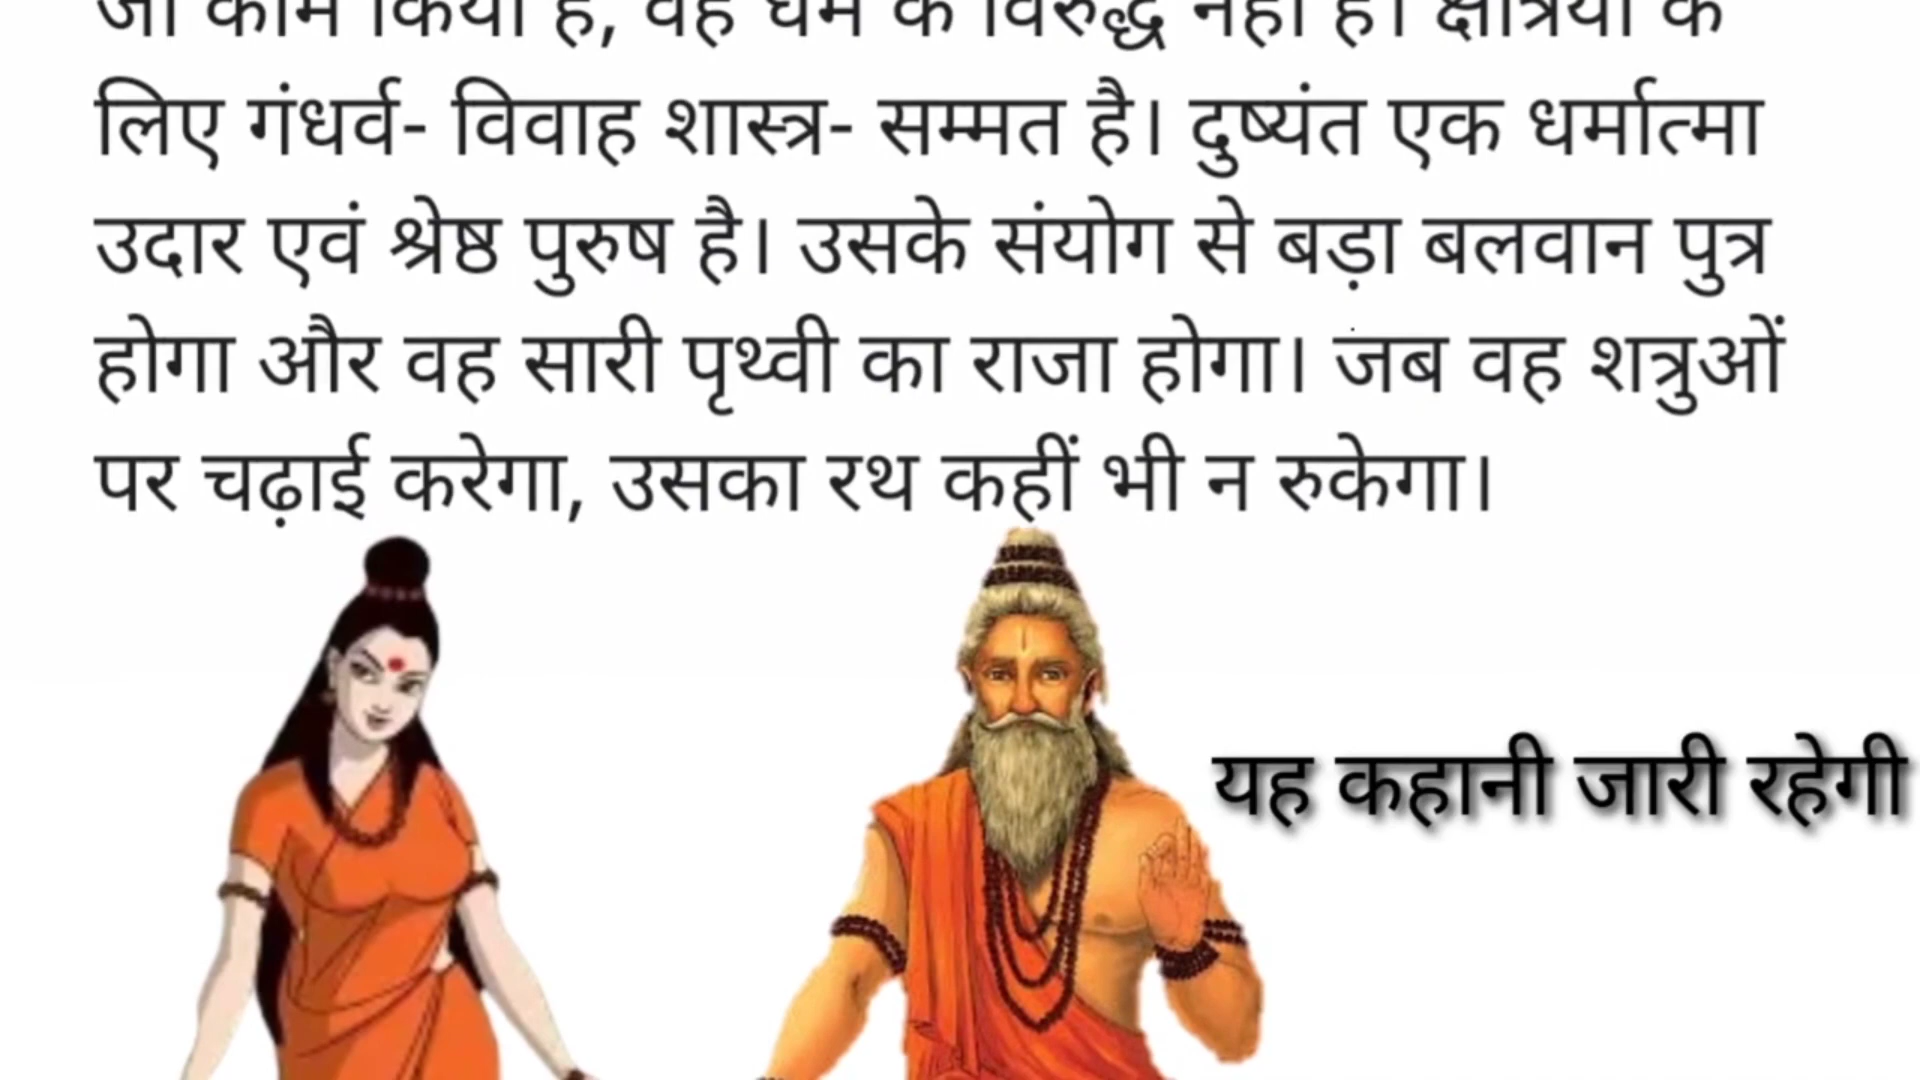 जो काम किया है, वह धर्म के विरुद्ध नहीं है। क्षत्रियों के
लिए गंधर्व- विवाह शास्त्र- सम्मत है। दुष्यंत एक धर्मात्मा
उदार एवं श्रेष्ठ पुरुष है। उसके संयोग से बड़ा बलवान पुत्र
होगा और वह सारी पृथ्वी का राजा होगा। जब वह शत्रुओं
पर चढ़ाई करेगा, उसका रथ कहीं भी न रुकेगा।
यह कहानी जारी रहेगी